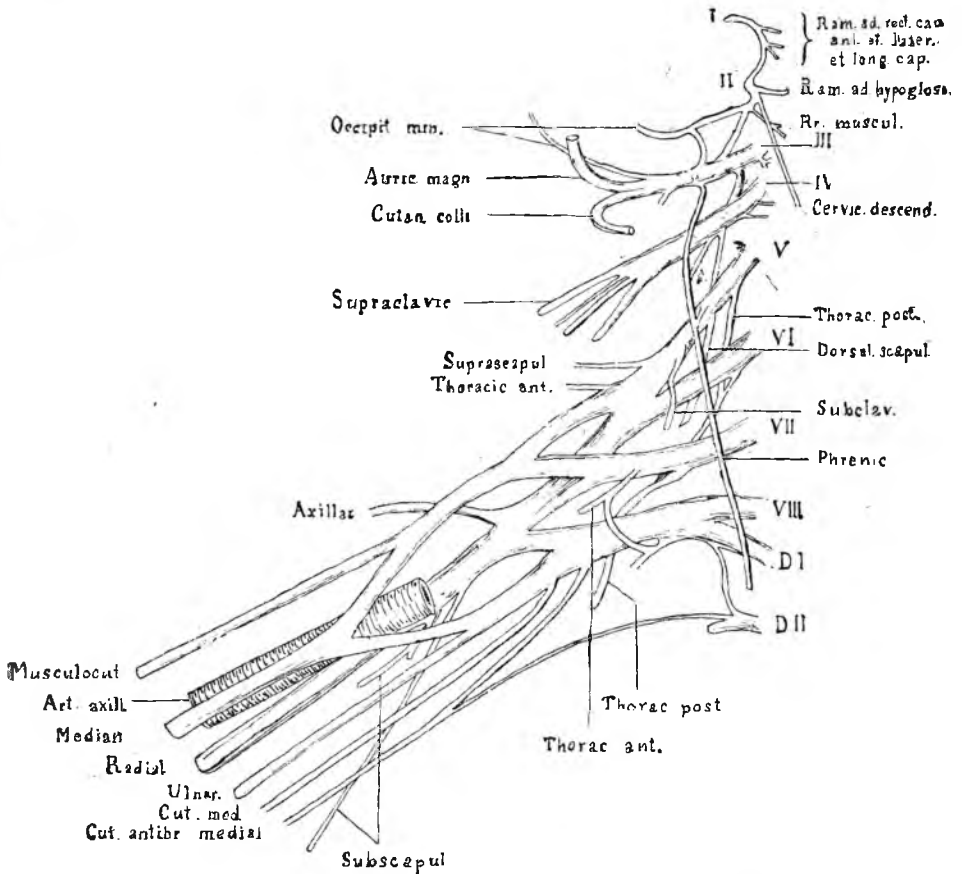 I
Ram. ad. rect. cap.
ant. et. later.
et long. cap.
II
Ram. ad hypogloss.
Occipit min.
Rr. muscul.
III
Auric magn
IV
Cutan colli
Cervic. descend.
V
Supraclavic
Thorac. post.
VI
Dorsal. scapul.
Suprascapul
Thoracic ant.
Subclav.
VII
Phrenic
Axillar
VIII
D I
D II
Musculocut
Art. axill.
Thorac post
Median
Thorac ant.
Radial
Ulnar.
Cut. med
Cut. antibr medial
Subscapul